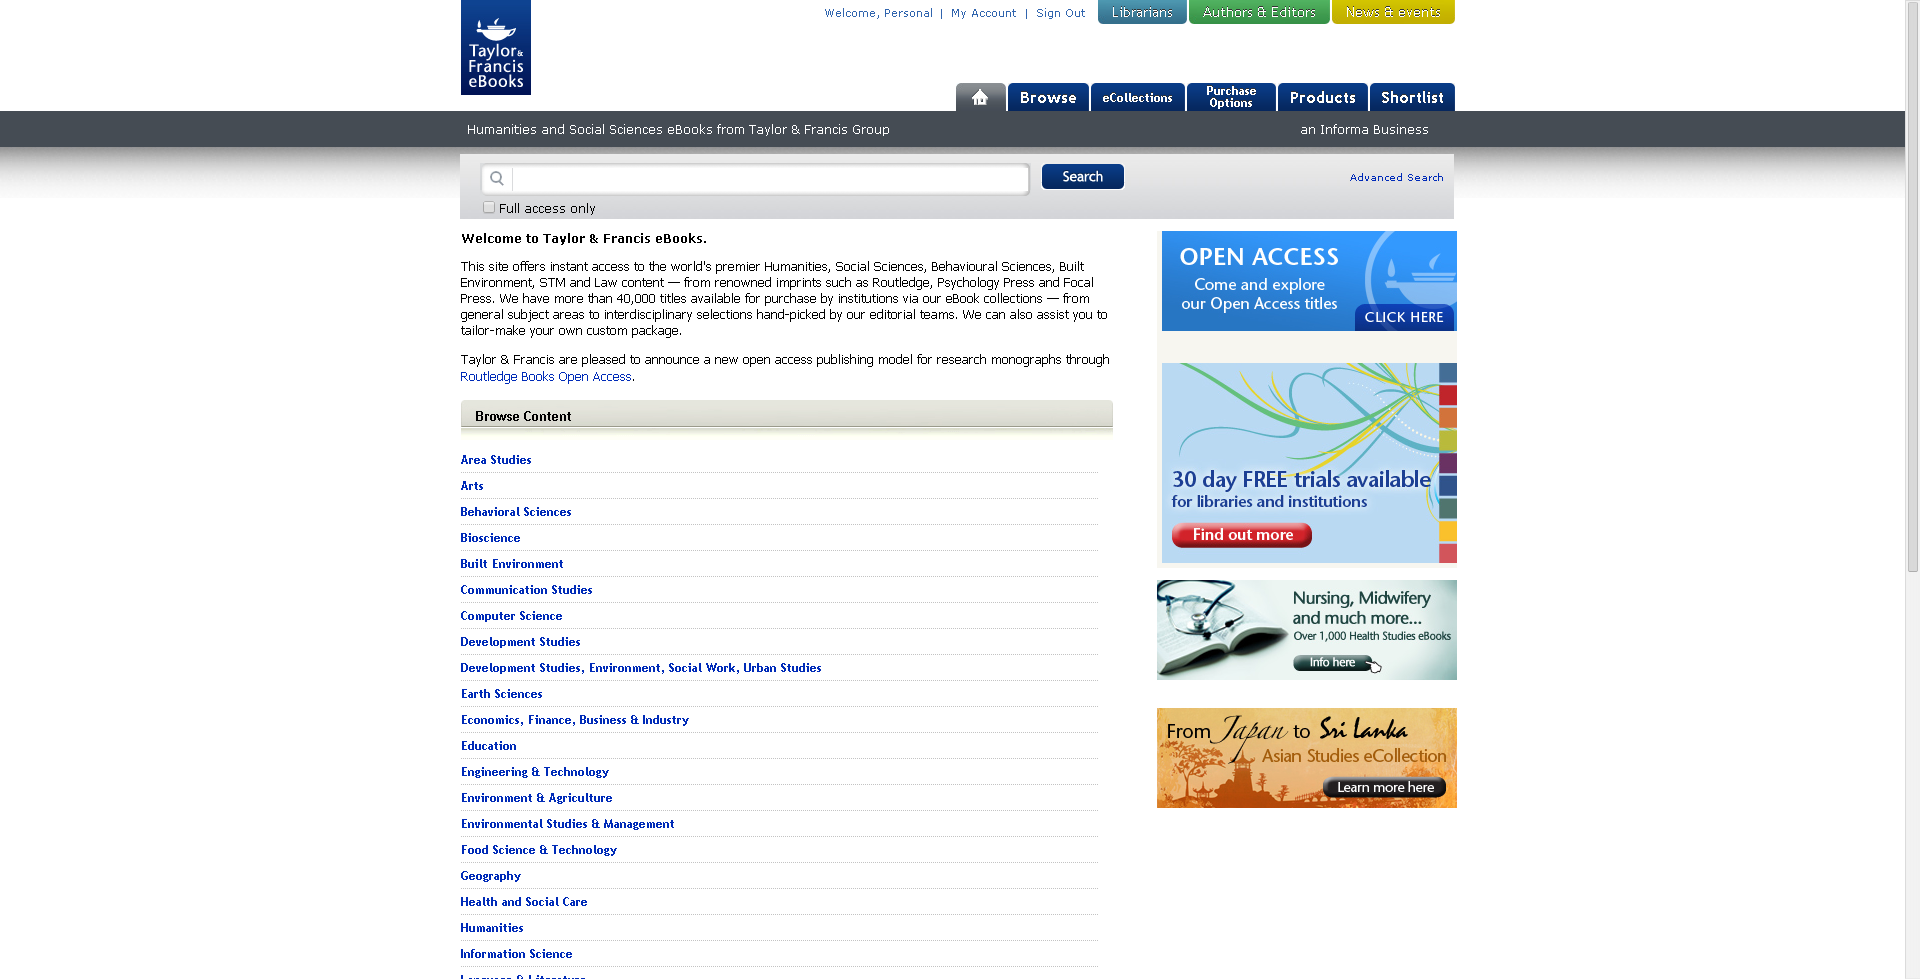 Taylor &
Francis
eBooks
Welcome, Personal | My Account | Sign Out
Librarians
Authors & Editors
News & events
Browse
eCollections
Purchase
Options
Products
Shortlist
Humanities and Social Sciences eBooks from Taylor & Francis Group
an Informa Business
Search
Advanced Search
Full access only
Welcome to Taylor & Francis eBooks.
This site offers instant access to the world's premier Humanities, Social Sciences, Behavioural Sciences, Built
Environment, STM and Law content — from renowned imprints such as Routledge, Psychology Press and Focal
Press. We have more than 40,000 titles available for purchase by institutions via our eBook collections — from
general subject areas to interdisciplinary selections hand-picked by our editorial teams. We can also assist you to
tailor-make your own custom package.
Taylor & Francis are pleased to announce a new open access publishing model for research monographs through
Routledge Books Open Access.
Browse Content
Area Studies
Arts
Behavioral Sciences
Bioscience
Built Environment
Communication Studies
Computer Science
Development Studies
Development Studies, Environment, Social Work, Urban Studies
Earth Sciences
Economics, Finance, Business & Industry
Education
Engineering & Technology
Environment & Agriculture
Environmental Studies & Management
Food Science & Technology
Geography
Health and Social Care
Humanities
Information Science
Language & Literature
OPEN ACCESS
Come and explore
our Open Access titles
CLICK HERE
30 day FREE trials available
for libraries and institutions
Find out more
Nursing, Midwifery
and much more...
Over 1,000 Health Studies eBooks
Info here
From Japan to Sri Lanka
Asian Studies eCollection
Learn more here